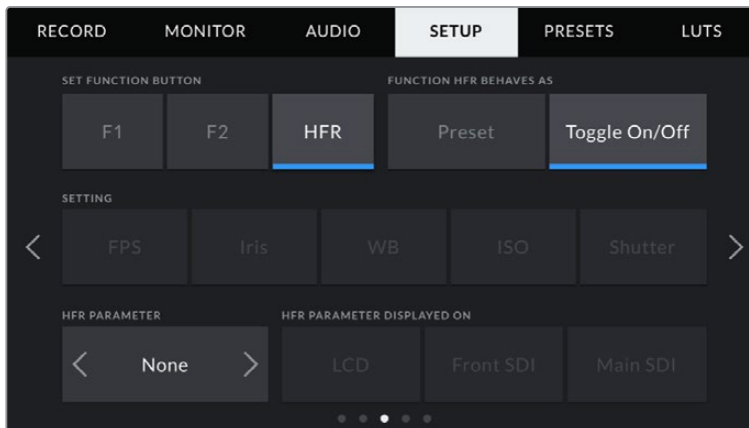 RECORD MONITOR AUDIO SETUP PRESETS LUTS
SET FUNCTION BUTTON FUNCTION HFR BEHAVES AS
F1 F2 HFR Preset Toggle On/Off
SETTING
FPS Iris WB ISO Shutter
HFR PARAMETER HFR PARAMETER DISPLAYED ON
None LCD Front SDI Main SDI